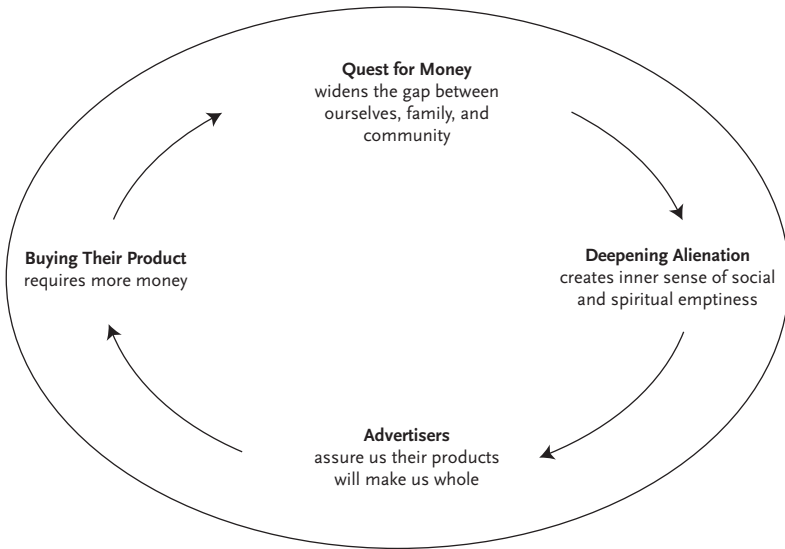 Quest for Money
widens the gap between
ourselves, family, and
community
Deepening Alienation
creates inner sense of social
and spiritual emptiness
Advertisers
assure us their products
will make us whole
Buying Their Product
requires more money